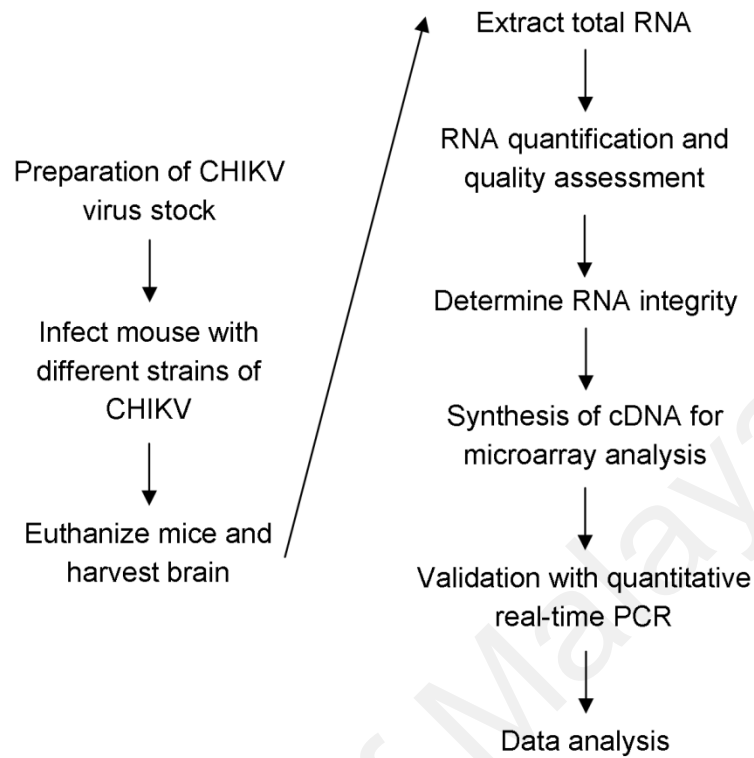 Preparation of CHIKV
virus stock
Infect mouse with
different strains of
CHIKV
Euthanize mice and
harvest brain
Extract total RNA
RNA quantification and
quality assessment
Determine RNA integrity
Synthesis of cDNA for
microarray analysis
Validation with quantitative
real-time PCR
Data analysis
of Malaya